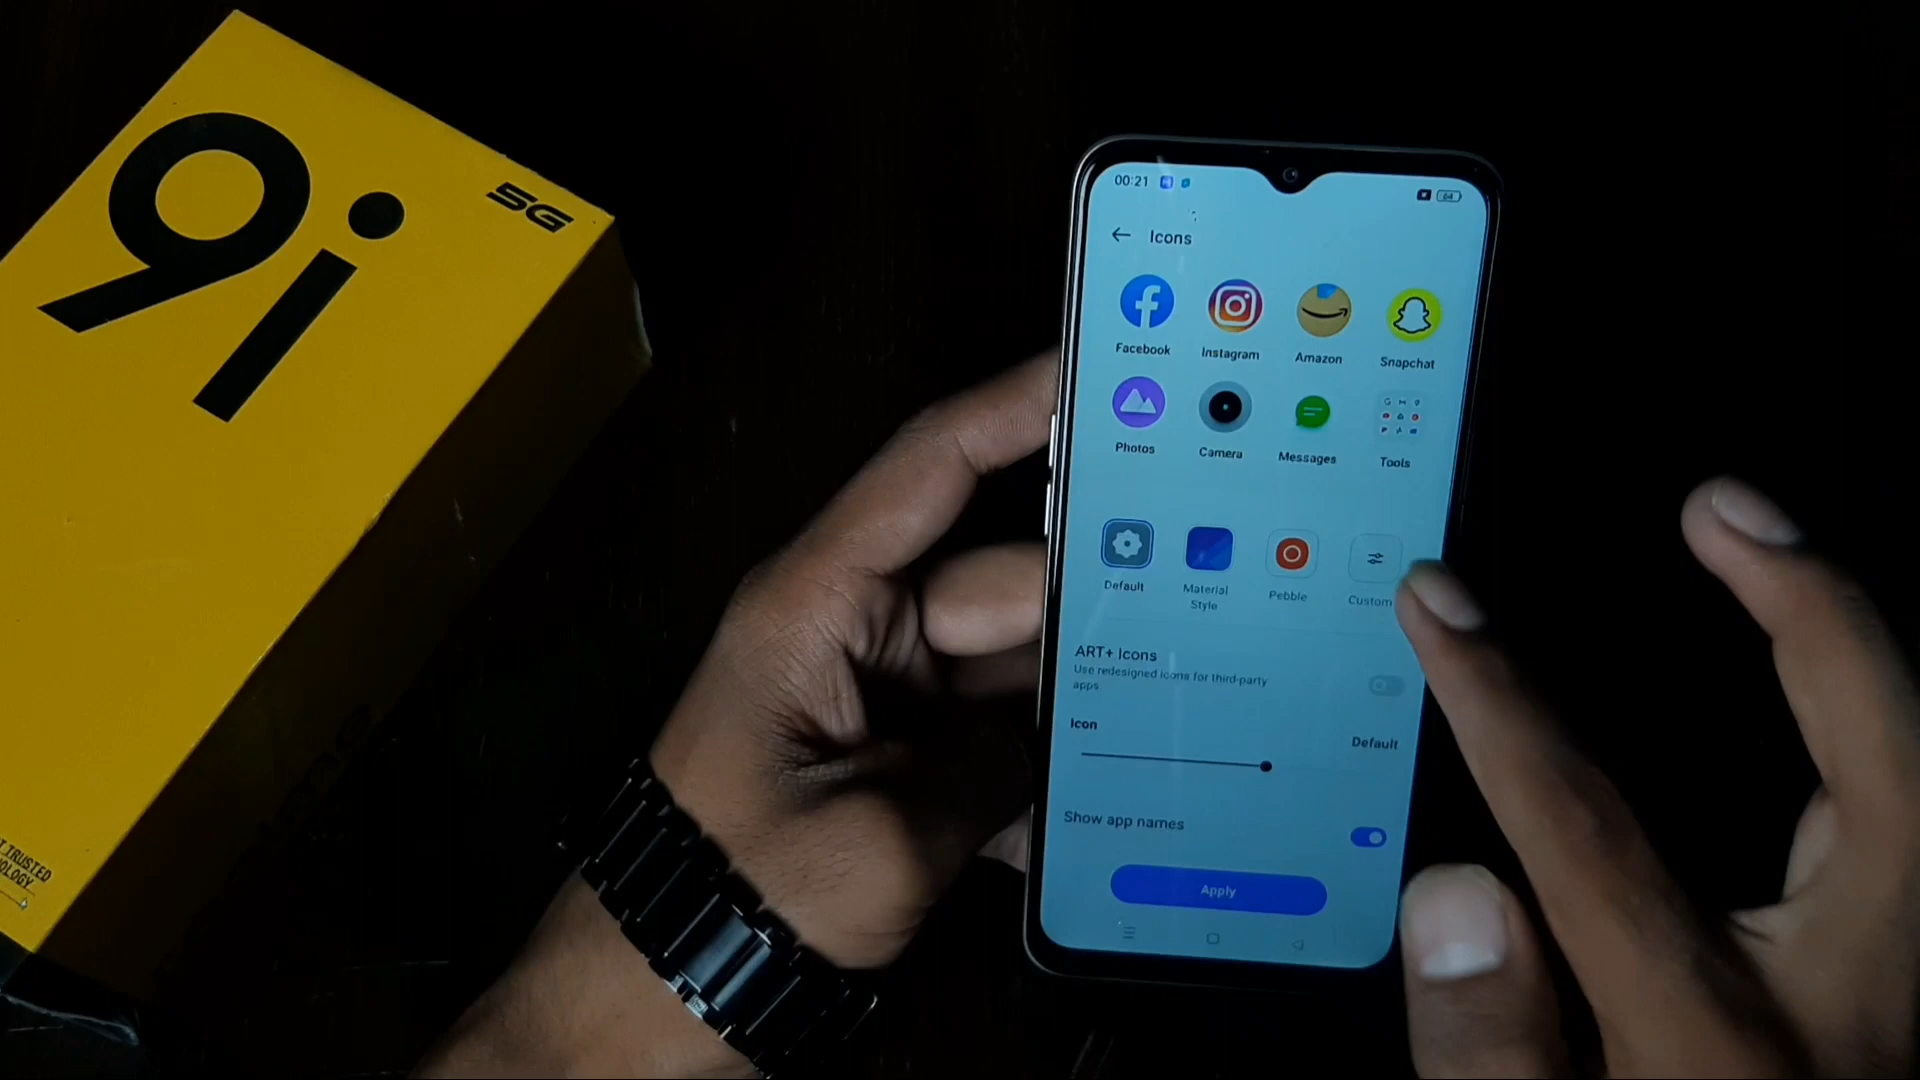 9i
5G
T TRUSTED
OLOGY
00:21
64
Icons
Facebook Instagram Amazon Snapchat
Photos Camera Messages Tools
Default Material Style Pebble Custom
ART+ Icons
Use redesigned icons for third-party
apps
Icon
Default
Show app names
Apply